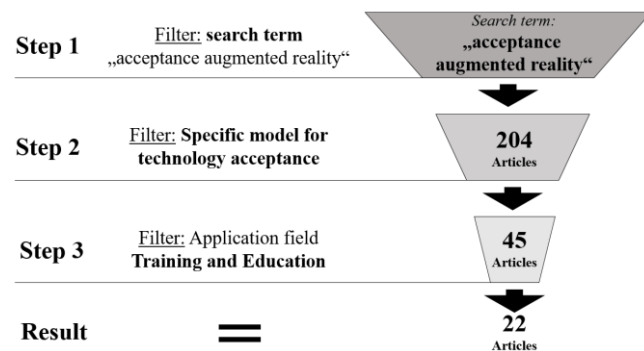 Step 1
Filter: search term
„acceptance augmented reality“
Search term:
„acceptance
augmented reality“
Step 2
Filter: Specific model for
technology acceptance
204
Articles
Step 3
Filter: Application field
Training and Education
45
Articles
Result
=
22
Articles